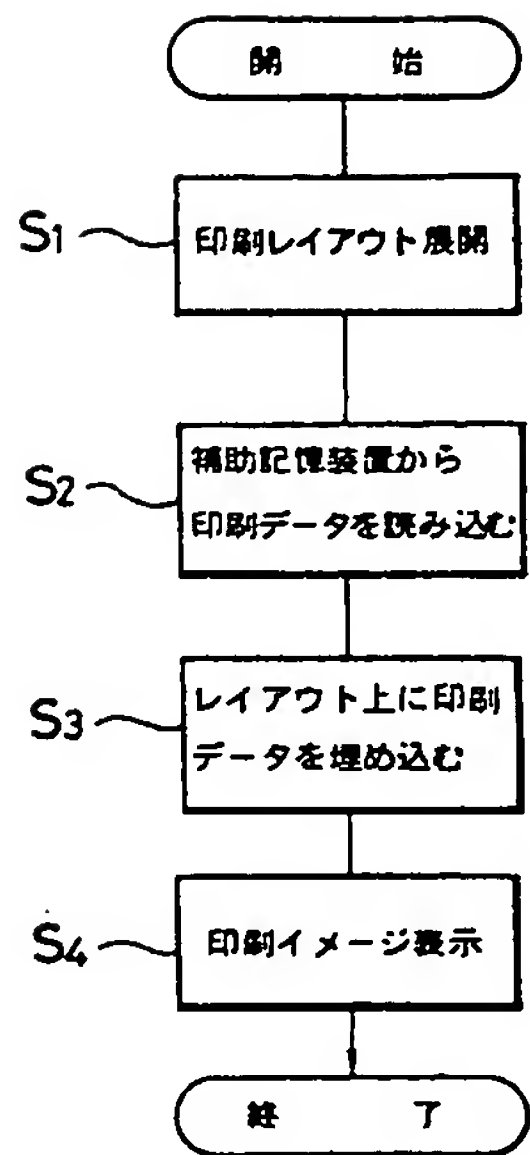 開 始
S1
印刷レイアウト展開
S2
補助記憶装置から
印刷データを読み込む
S3
レイアウト上に印刷
データを埋め込む
S4
印刷イメージ表示
終 了